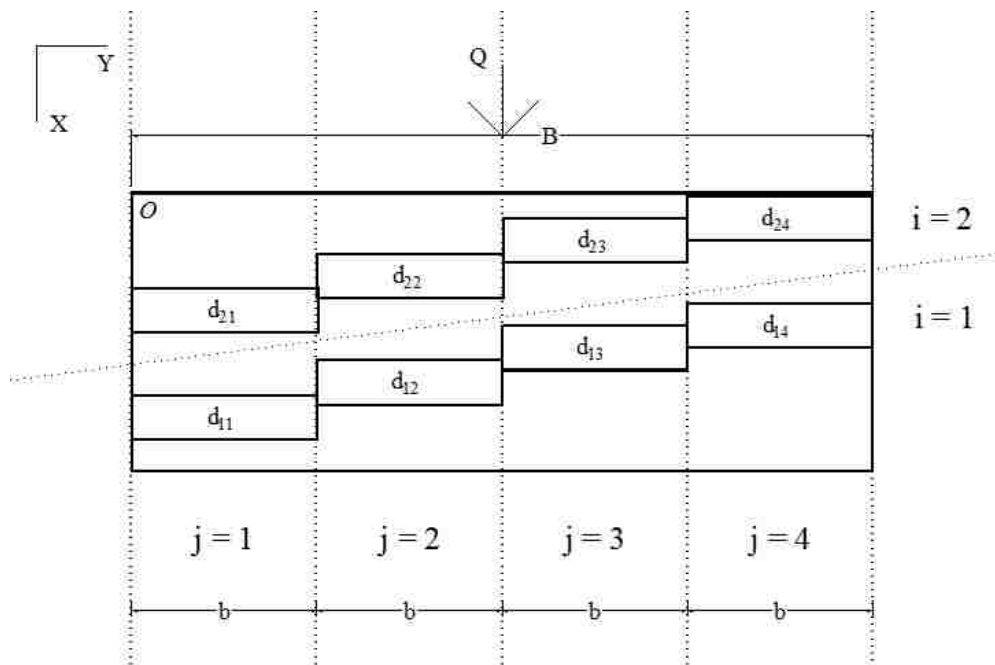 Y
X
Q
B
O
d₂₄
i = 2
d₂₃
d₂₂
d₂₁
i = 1
d₁₄
d₁₃
d₁₂
d₁₁
j = 1 j = 2 j = 3 j = 4
b b b b